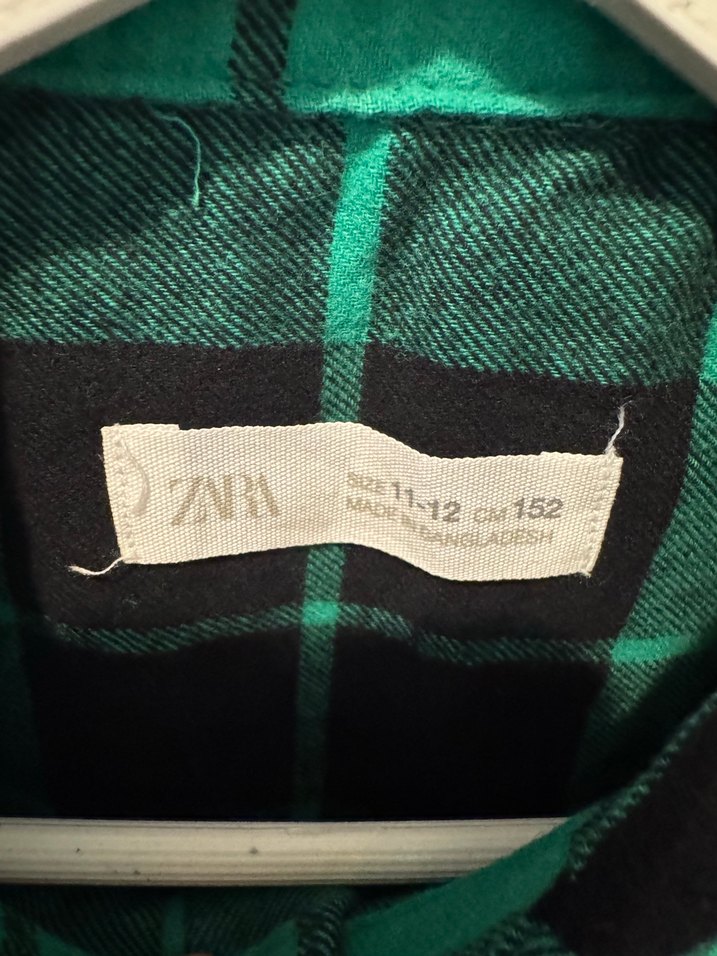 ZARA
SIZE 11-12 CM 152
MADE IN BANGLADESH